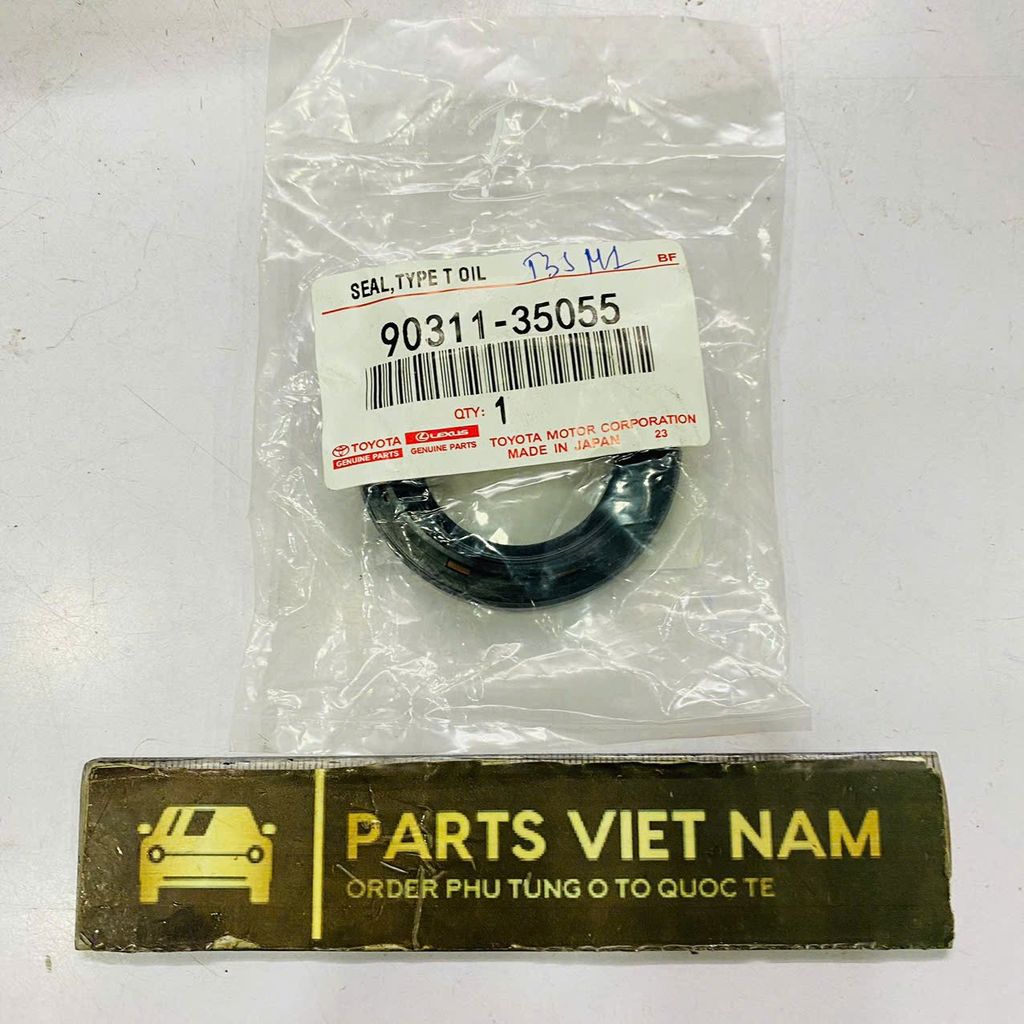 SEAL,TYPE T OIL
BF
90311-35055
QTY: 1
TOYOTA
GENUINE PARTS
LEXUS
GENUINE PARTS
TOYOTA MOTOR CORPORATION
MADE IN JAPAN 23
PARTS VIET NAM
ORDER PHU TUNG O TO QUOC TE